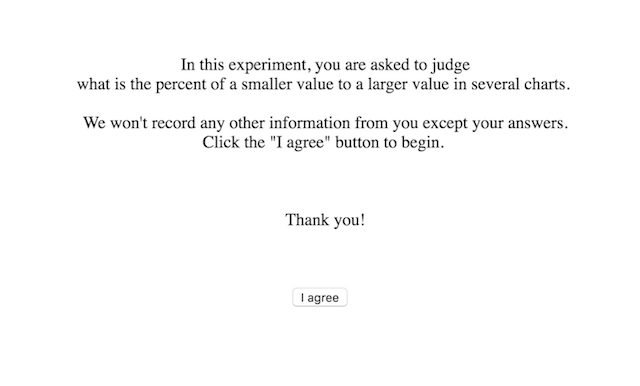 In this experiment, you are asked to judge
what is the percent of a smaller value to a larger value in several charts.
We won't record any other information from you except your answers.
Click the "I agree" button to begin.
Thank you!
I agree